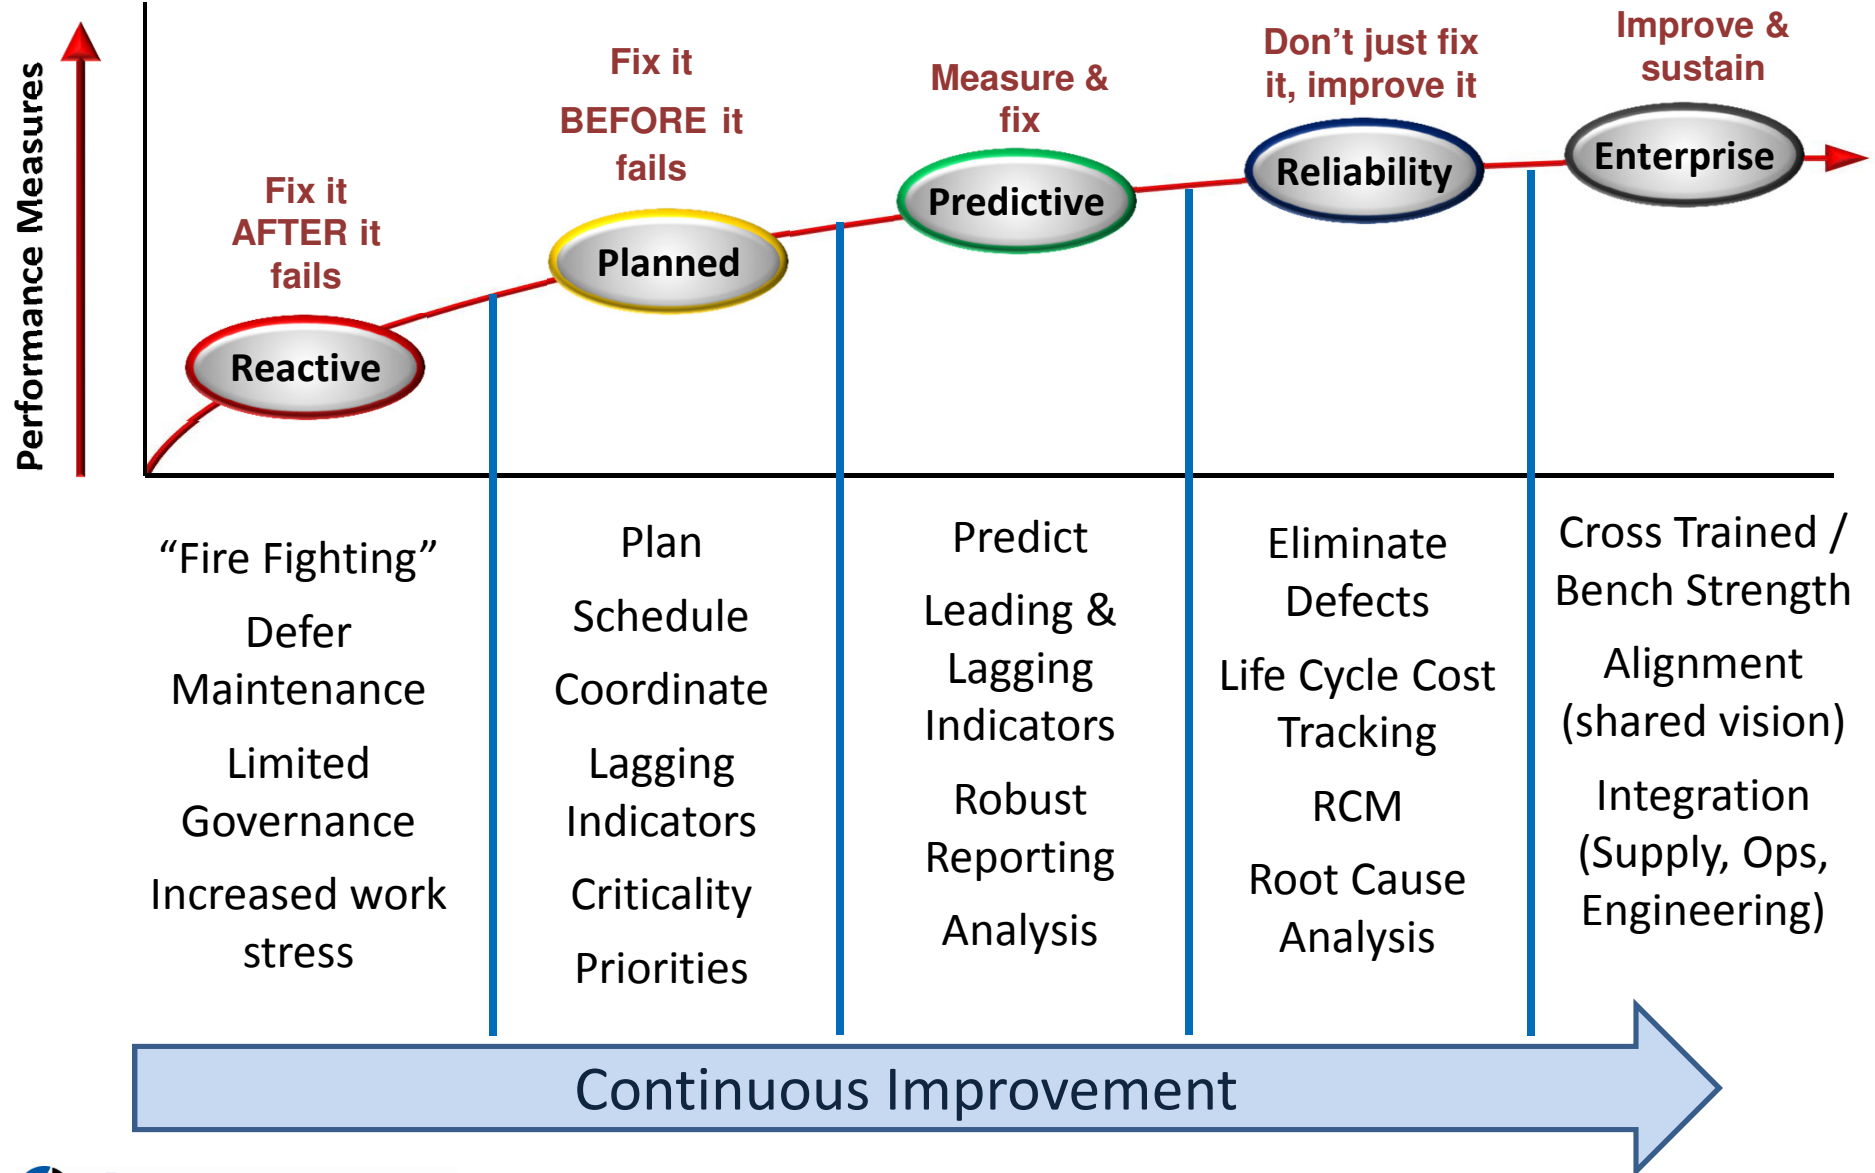 Performance Measures
Fix it
AFTER it
fails
Reactive
Fix it
BEFORE it
fails
Planned
Measure &
fix
Predictive
Don't just fix
it, improve it
Reliability
Improve &
sustain
Enterprise
“Fire Fighting”
Defer
Maintenance
Limited
Governance
Increased work
stress
Plan
Schedule
Coordinate
Lagging
Indicators
Criticality
Priorities
Predict
Leading &
Lagging
Indicators
Robust
Reporting
Analysis
Eliminate
Defects
Life Cycle Cost
Tracking
RCM
Root Cause
Analysis
Cross Trained /
Bench Strength
Alignment
(shared vision)
Integration
(Supply, Ops,
Engineering)
Continuous Improvement